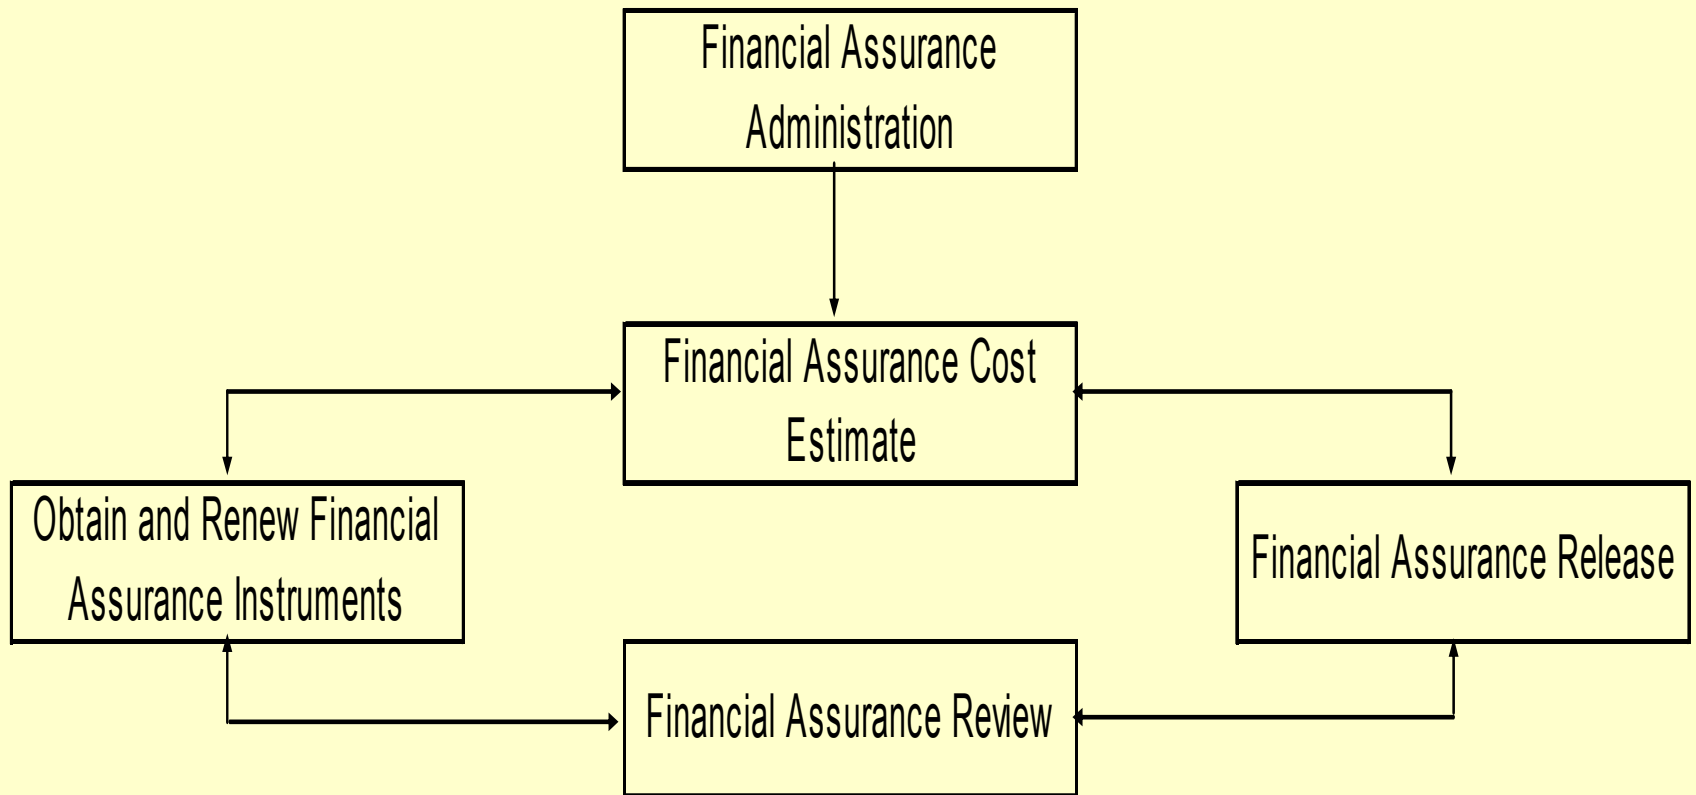 Financial Assurance
Administration
Financial Assurance Cost
Estimate
Obtain and Renew Financial
Assurance Instruments
Financial Assurance Release
Financial Assurance Review